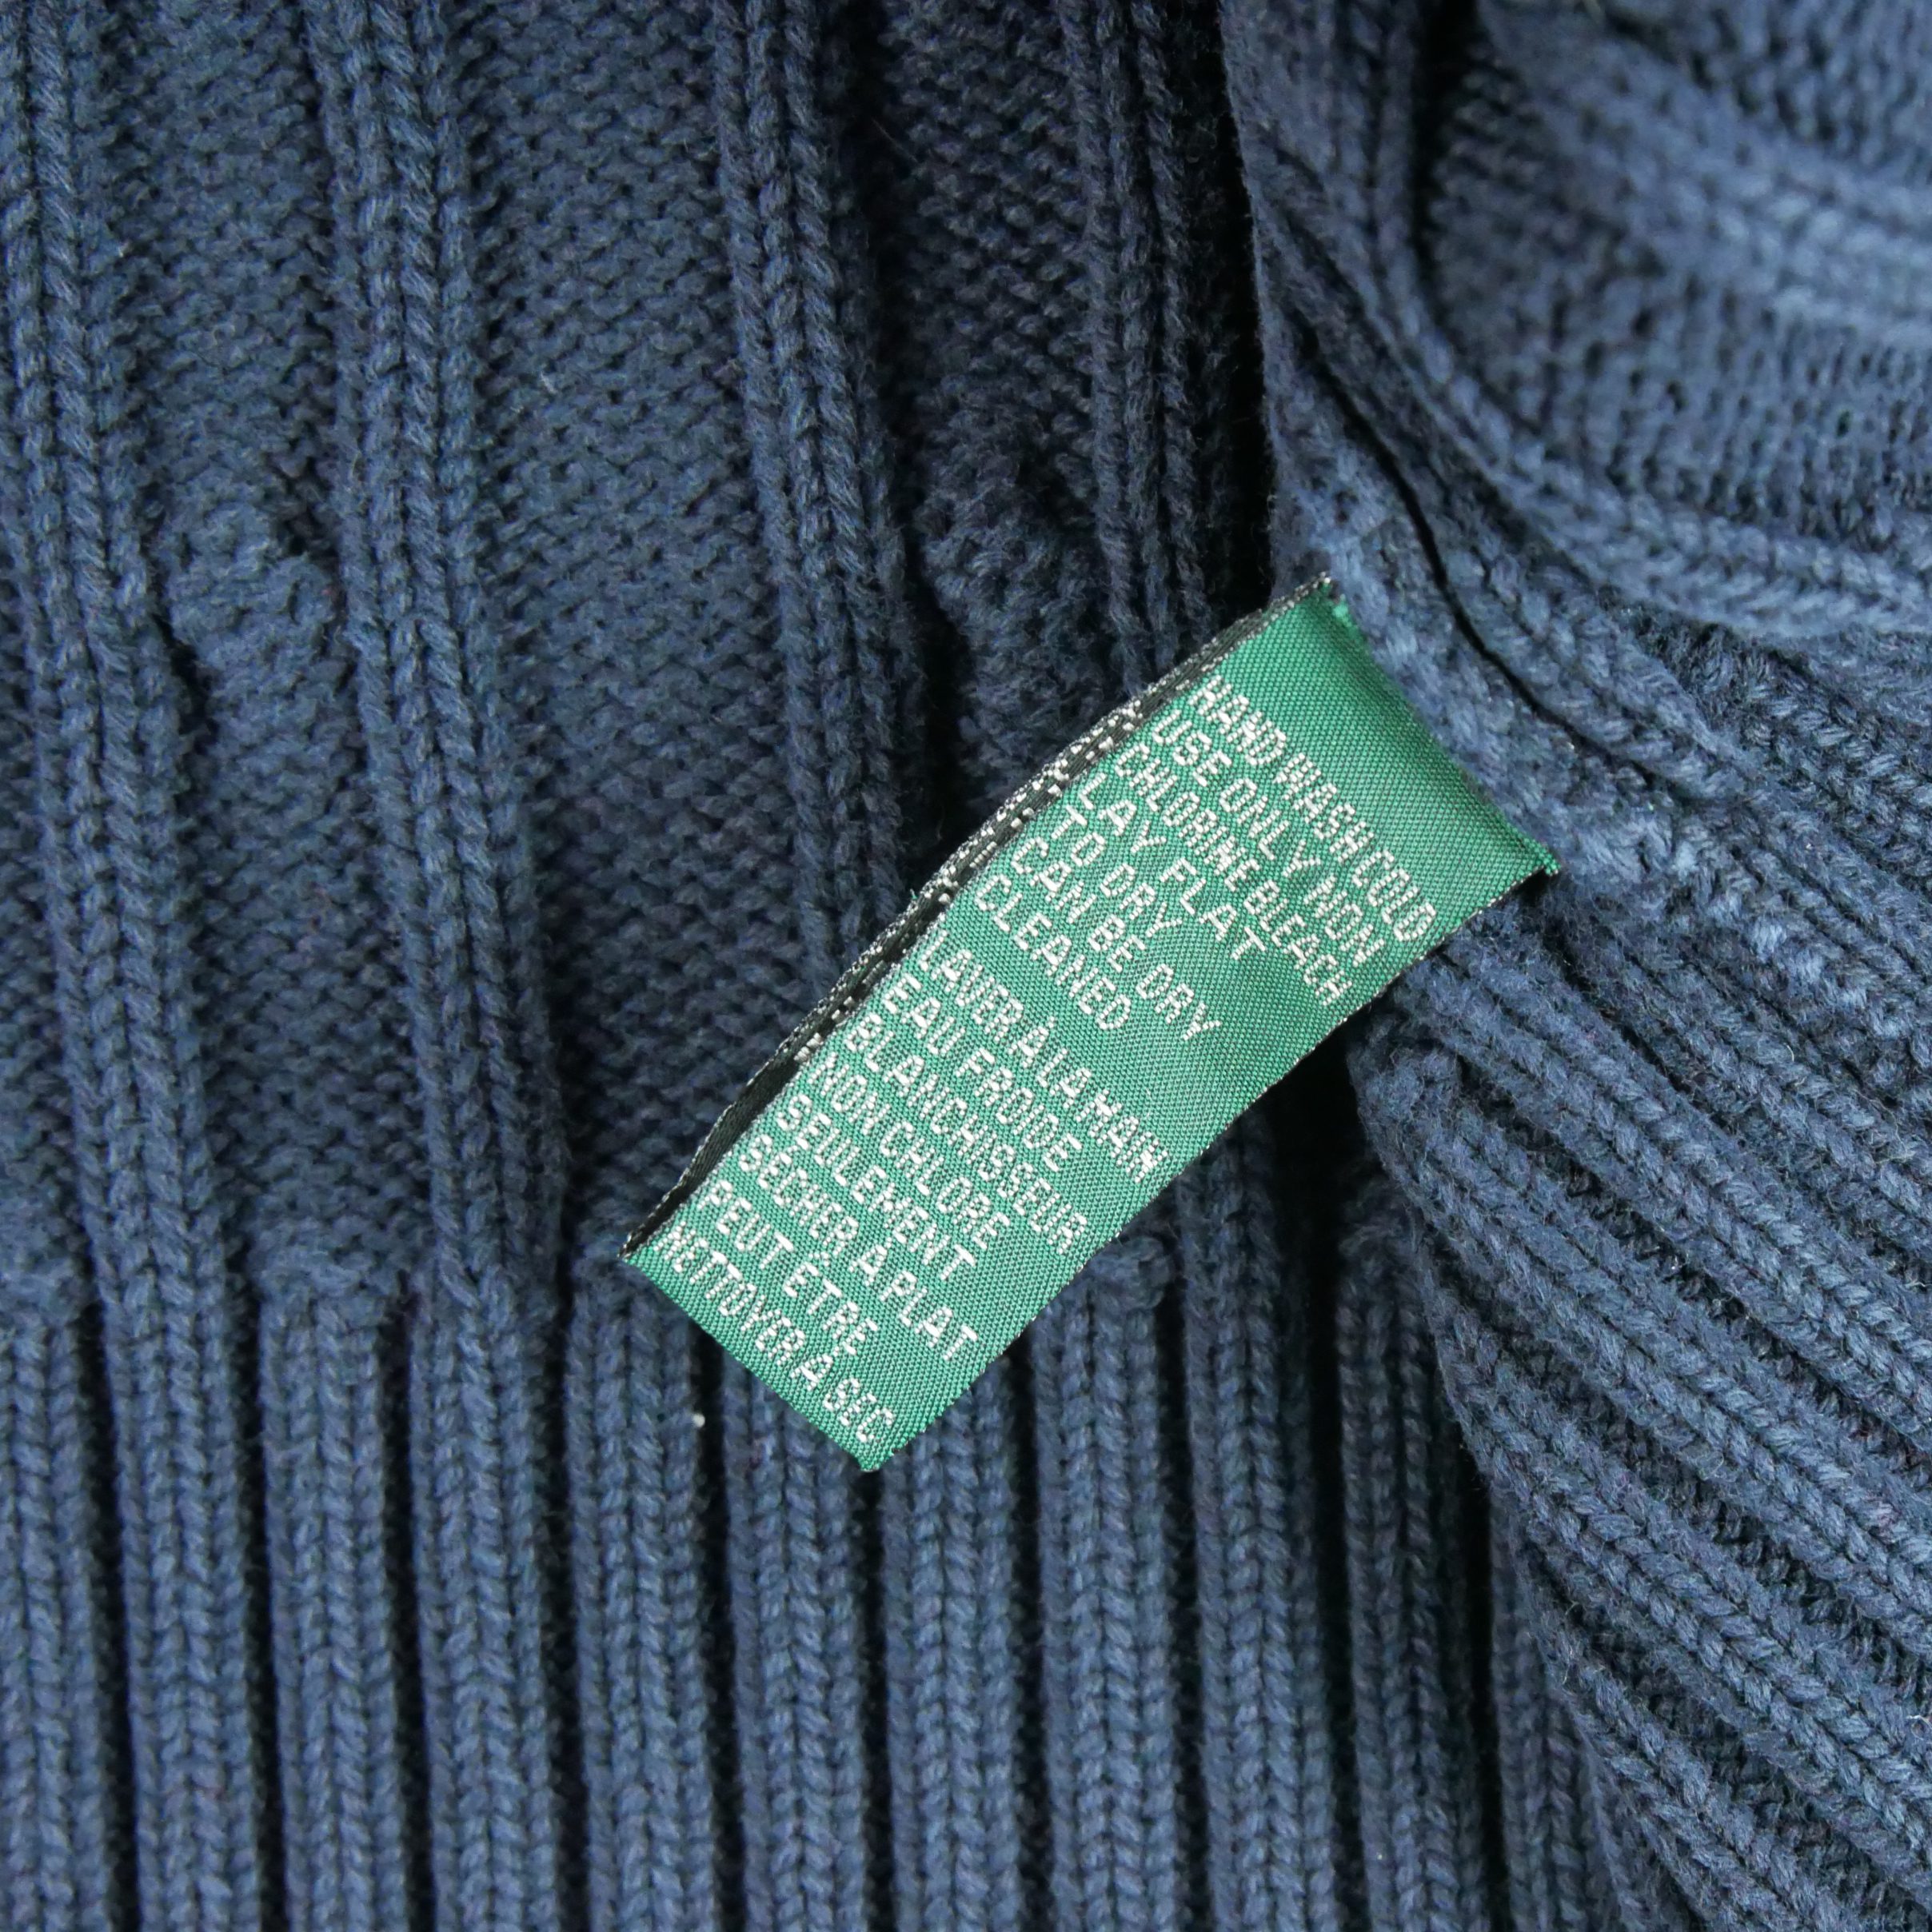 HAND WASH COLD
USE ONLY NON
CHLORINE BLEACH
LAY FLAT
TO DRY
CAN BE DRY
CLEANED
LAVER À LA MAIN
EAU FROIDE
BLANCHISSEUR
NON CHLORE
SEULEMENT
SECHER A PLAT
PEUT ÊTRE
NETTOYER A SEC